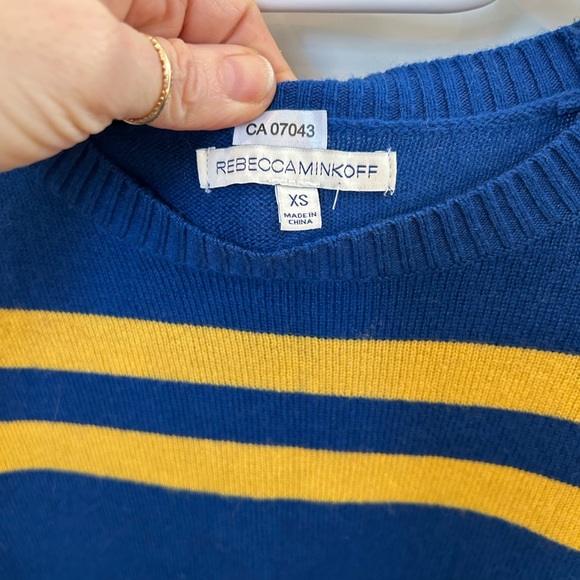 CA 07043
REBECCAMINKOFF
XS
MADE IN
CHINA